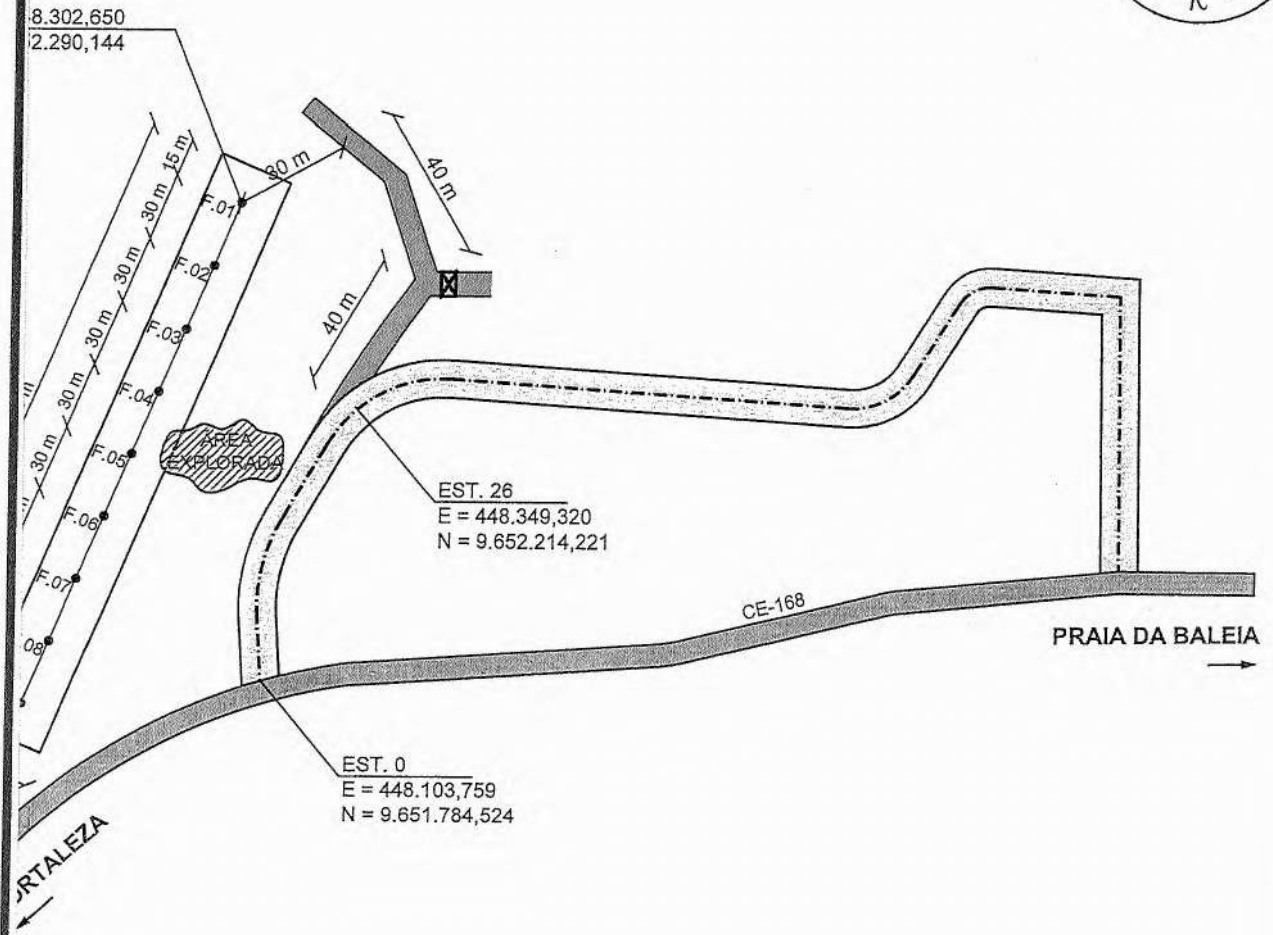 8.302,650
2.290,144
15 m
30 m
30 m
30 m
30 m
30 m
30 m
m
30 m
40 m
40 m
F.01
F.02
F.03
F.04
F.05
F.06
F.07
08
ÁREA
EXPLORADA
EST. 26
E = 448.349,320
N = 9.652.214,221
CE-168
PRAIA DA BALEIA
EST. 0
E = 448.103,759
N = 9.651.784,524
ORTALEZA